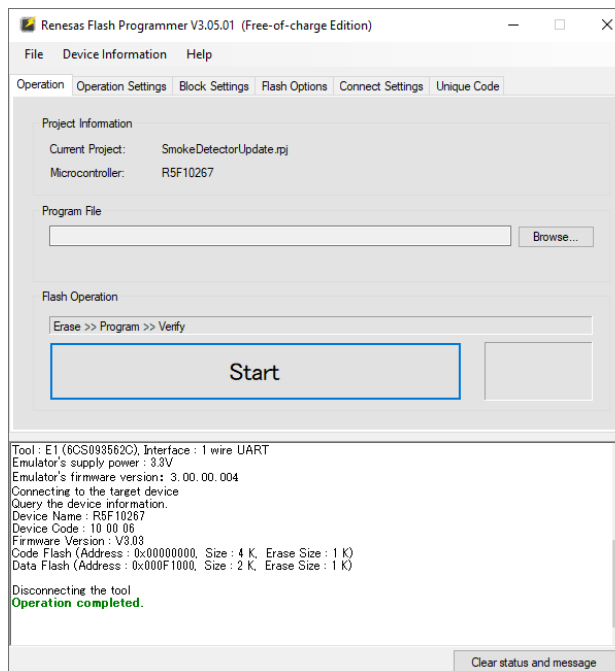 Renesas Flash Programmer V3.05.01 (Free-of-charge Edition)
File Device Information Help
Operation Operation Settings Block Settings Flash Options Connect Settings Unique Code
Project Information
Current Project: SmokeDetectorUpdate.rpj
Microcontroller: R5F10267
Program File
Browse...
Flash Operation
Erase >> Program >> Verify
Start
Tool : E1 (6CS093562C), Interface : 1 wire UART
Emulator's supply power : 3.3V
Emulator's firmware version: 3.00.00.004
Connecting to the target device
Query the device information.
Device Name : R5F10267
Device Code : 10 00 06
Firmware Version : V3.03
Code Flash (Address : 0x00000000, Size : 4 K, Erase Size : 1 K)
Data Flash (Address : 0x000F1000, Size : 2 K, Erase Size : 1 K)
Disconnecting the tool
Operation completed.
Clear status and message